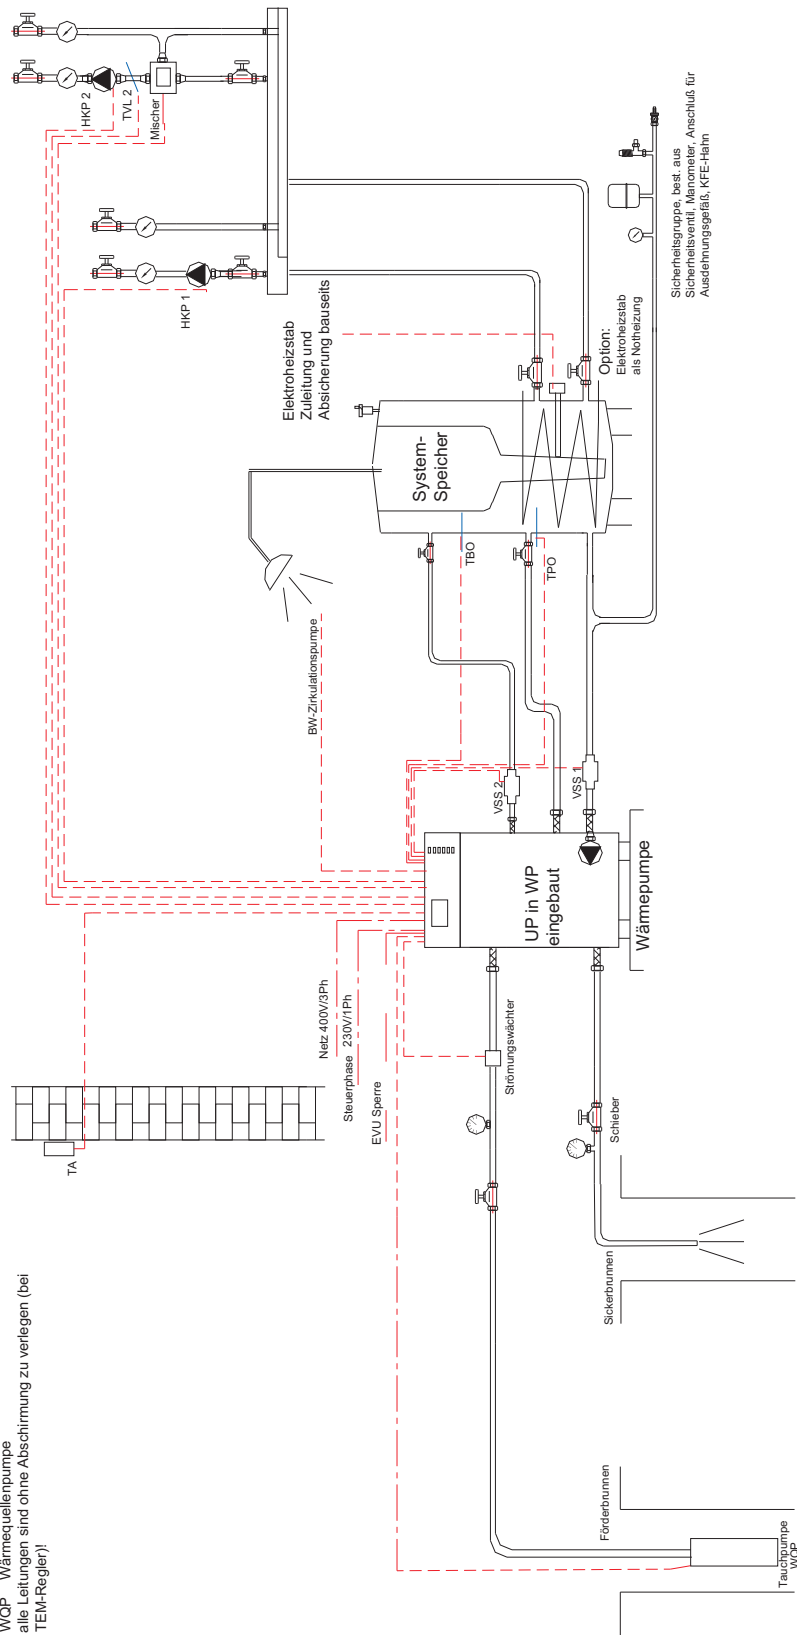 WQP Wärmequellenpumpe
alle Leitungen sind ohne Abschirmung zu verlegen (bei
TEM-Regler)!
TA
Netz 400V/3Ph
Steuerphase 230V/1Ph
EVU Sperre
BW-Zirkulationspumpe
HKP 1
HKP 2
TVL 2
Mischer
Elektroheizstab
Zuleitung und
Absicherung bauseits
System-
Speicher
TBO
TPO
Option:
Elektroheizstab
als Notheizung
Sicherheitsgruppe, best. aus
Sicherheitsventil, Manometer, Anschluß für
Ausdehnungsgefäß, KFE-Hahn
VSS 2
VSS 1
UP in WP
eingebaut
Wärmepumpe
Strömungswächter
Schieber
Sickerbrunnen
Förderbrunnen
Tauchpumpe
WQP